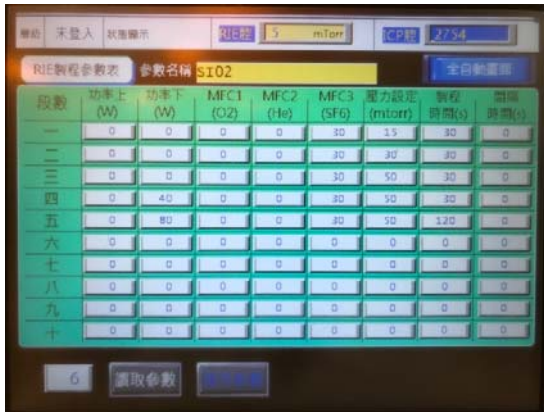 未登入 狀態顯示 RIE腔 5 mTorr ICP腔 2754
RIE製程參數表 參數名稱 SIO2 全自動畫面
段數 功率上(W) 功率下(W) MFC1(O2) MFC2(He) MFC3(SF6) 壓力設定(mtorr) 製程時間(s) 間隔時間(s)
一 0 0 0 0 30 15 30 0
二 0 0 0 0 30 30 30 0
三 0 0 0 0 30 50 30 0
四 0 40 0 0 30 50 30 0
五 0 80 0 0 30 50 120 0
六 0 0 0 0 0 0 0 0
七 0 0 0 0 0 0 0 0
八 0 0 0 0 0 0 0 0
九 0 0 0 0 0 0 0 0
十 0 0 0 0 0 0 0 0
6 讀取參數